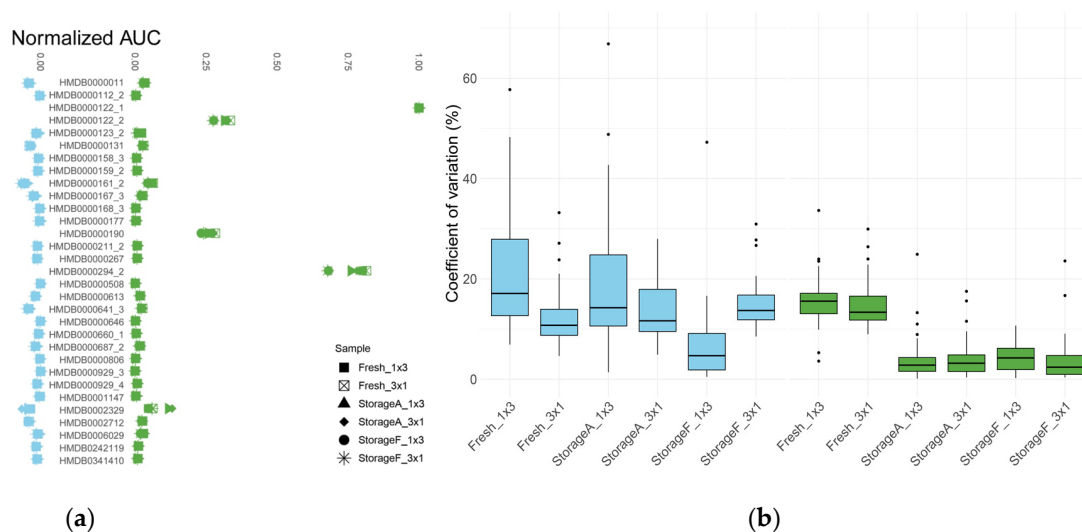 Normalized AUC
0.00
0.00
0.25
0.50
0.75
1.00
HMDB0000011
HMDB0000112_2
HMDB0000122_1
HMDB0000122_2
HMDB0000123_2
HMDB0000131
HMDB0000158_3
HMDB0000159_2
HMDB0000161_2
HMDB0000167_3
HMDB0000168_3
HMDB0000177
HMDB0000190
HMDB0000211_2
HMDB0000267
HMDB0000294_2
HMDB0000508
HMDB0000613
HMDB0000641_3
HMDB0000646
HMDB0000660_1
HMDB0000687_2
HMDB0000806
HMDB0000929_3
HMDB0000929_4
HMDB0001147
HMDB0002329
HMDB0002712
HMDB0006029
HMDB0242119
HMDB0341410
Sample
Fresh_1x3
Fresh_3x1
StorageA_1x3
StorageA_3x1
StorageF_1x3
StorageF_3x1
(a)
Coefficient of variation (%)
60
40
20
0
Fresh_1x3
Fresh_3x1
StorageA_1x3
StorageA_3x1
StorageF_1x3
StorageF_3x1
Fresh_1x3
Fresh_3x1
StorageA_1x3
StorageA_3x1
StorageF_1x3
StorageF_3x1
(b)